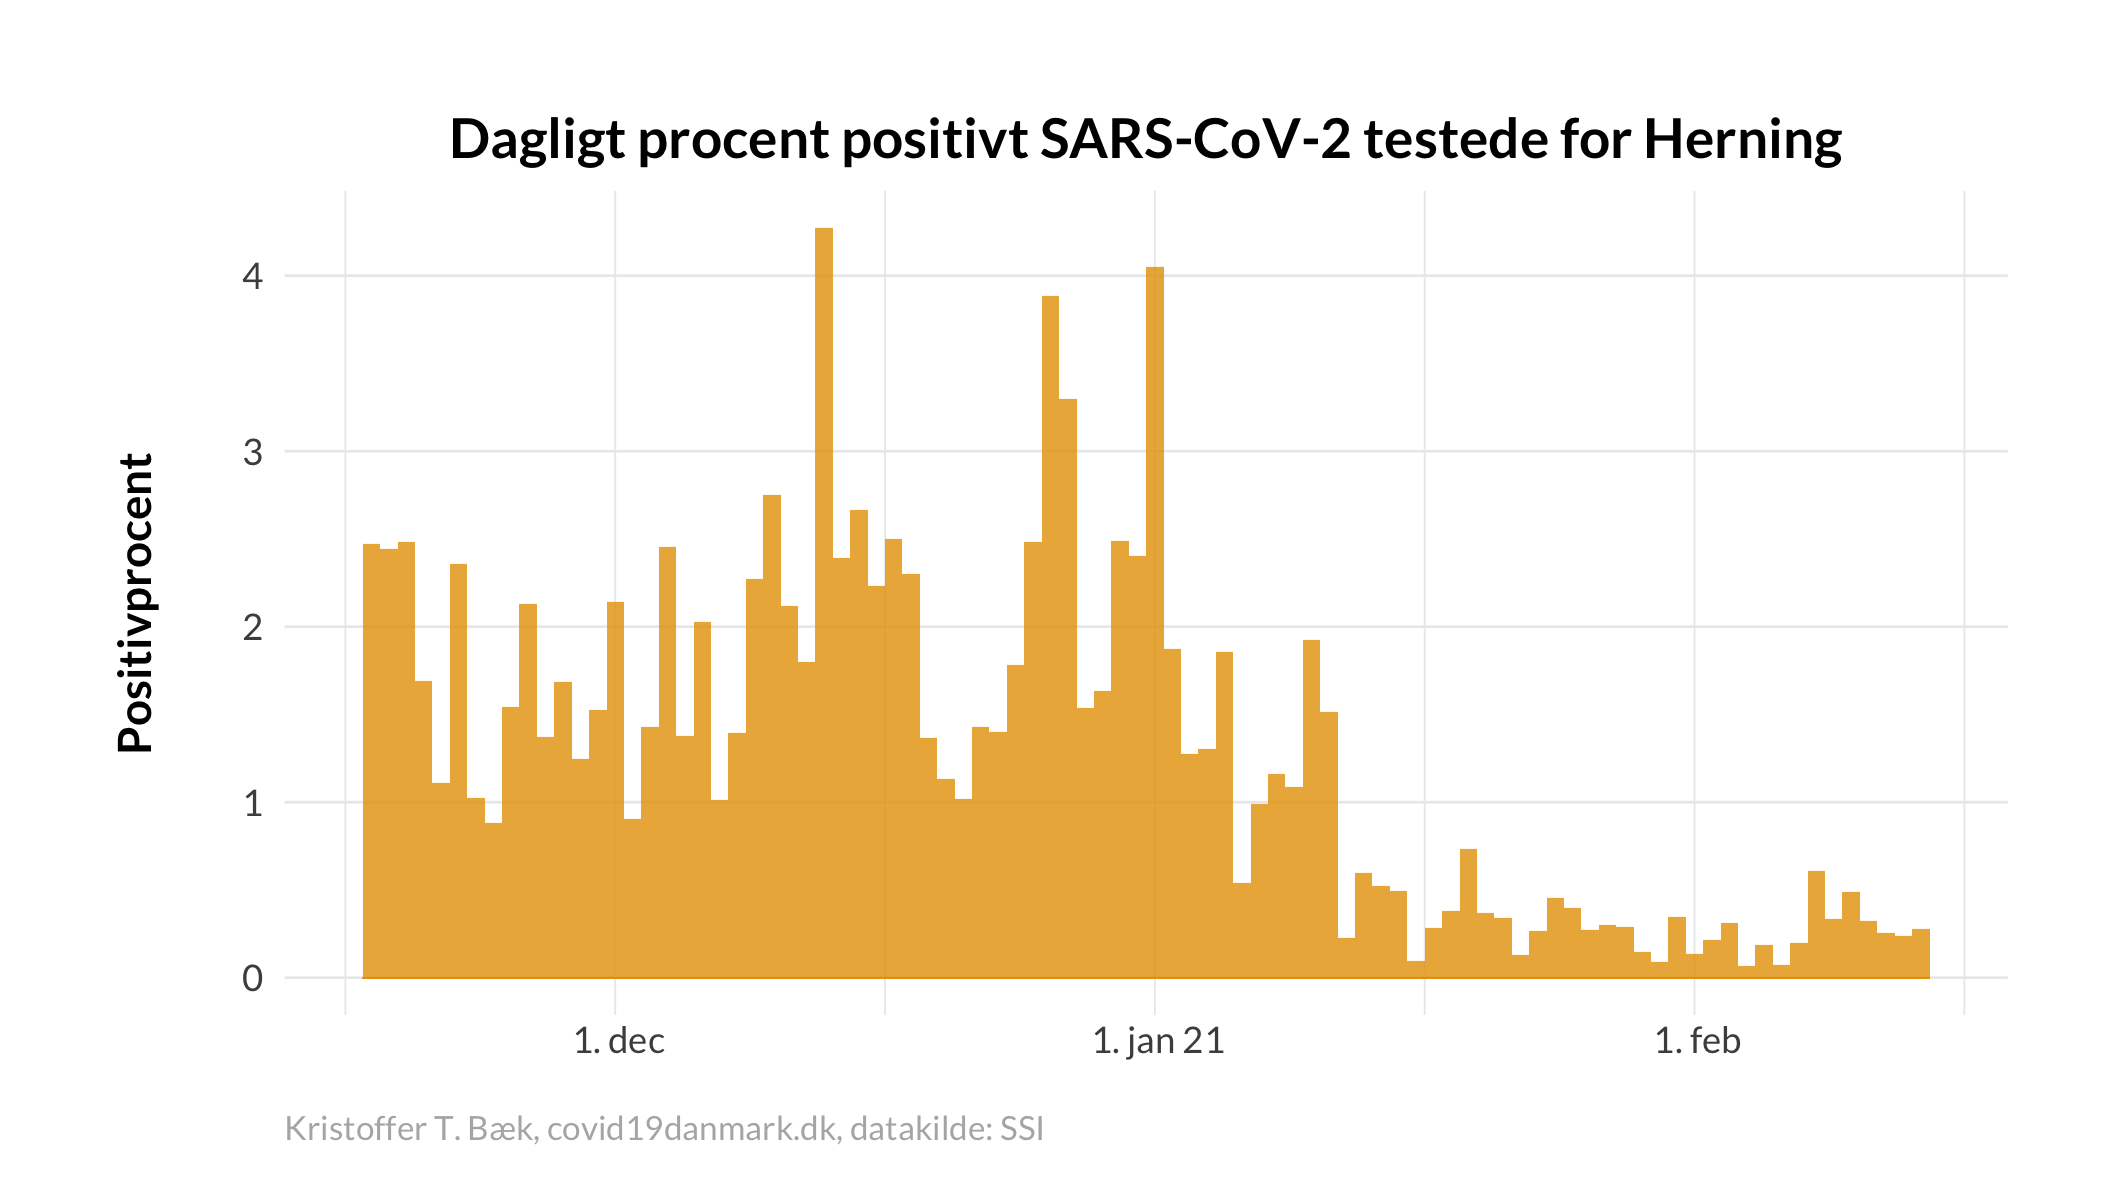 Dagligt procent positivt SARS-CoV-2 testede for Herning
Positivprocent
4
3
2
1
0
1. dec
1. jan 21
1. feb
Kristoffer T. Bæk, covid19danmark.dk, datakilde: SSI